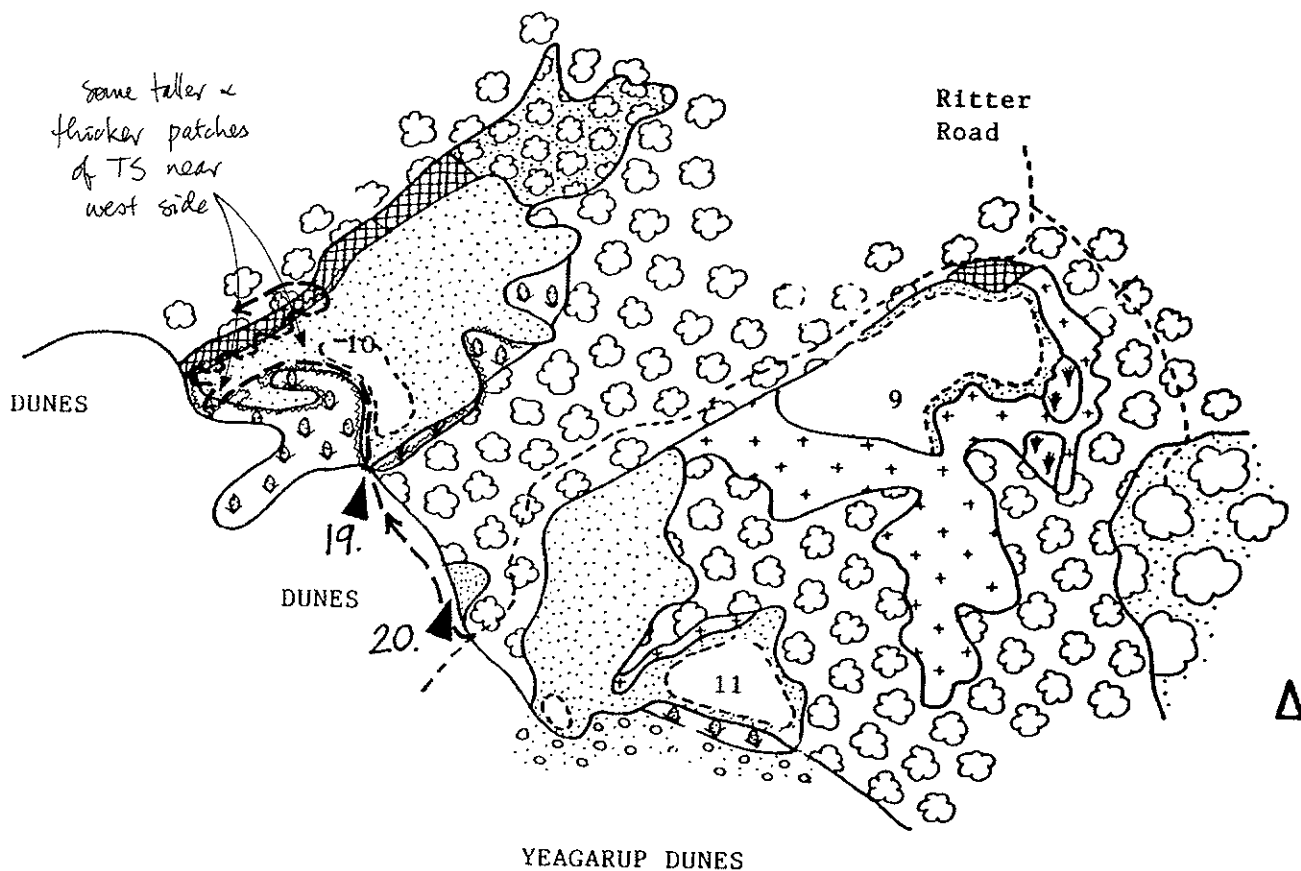 some taller &
thicker patches
of TS near
west side
Ritter
Road
10
9
DUNES
19.
DUNES
20.
11
YEAGARUP DUNES